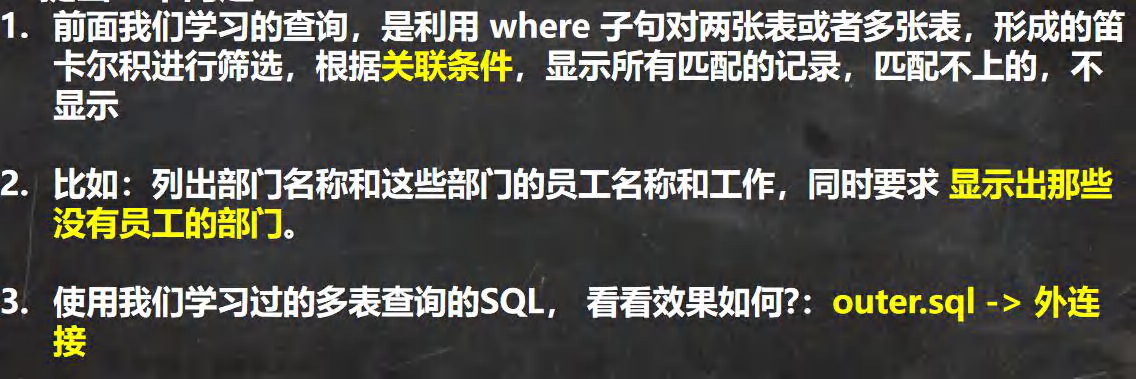 1. 前面我们学习的查询，是利用 where 子句对两张表或者多张表，形成的笛
卡尔积进行筛选，根据关联条件，显示所有匹配的记录，匹配不上的，不
显示
2. 比如：列出部门名称和这些部门的员工名称和工作，同时要求 显示出那些
没有员工的部门。
3. 使用我们学习过的多表查询的SQL， 看看效果如何?：outer.sql -> 外连
接